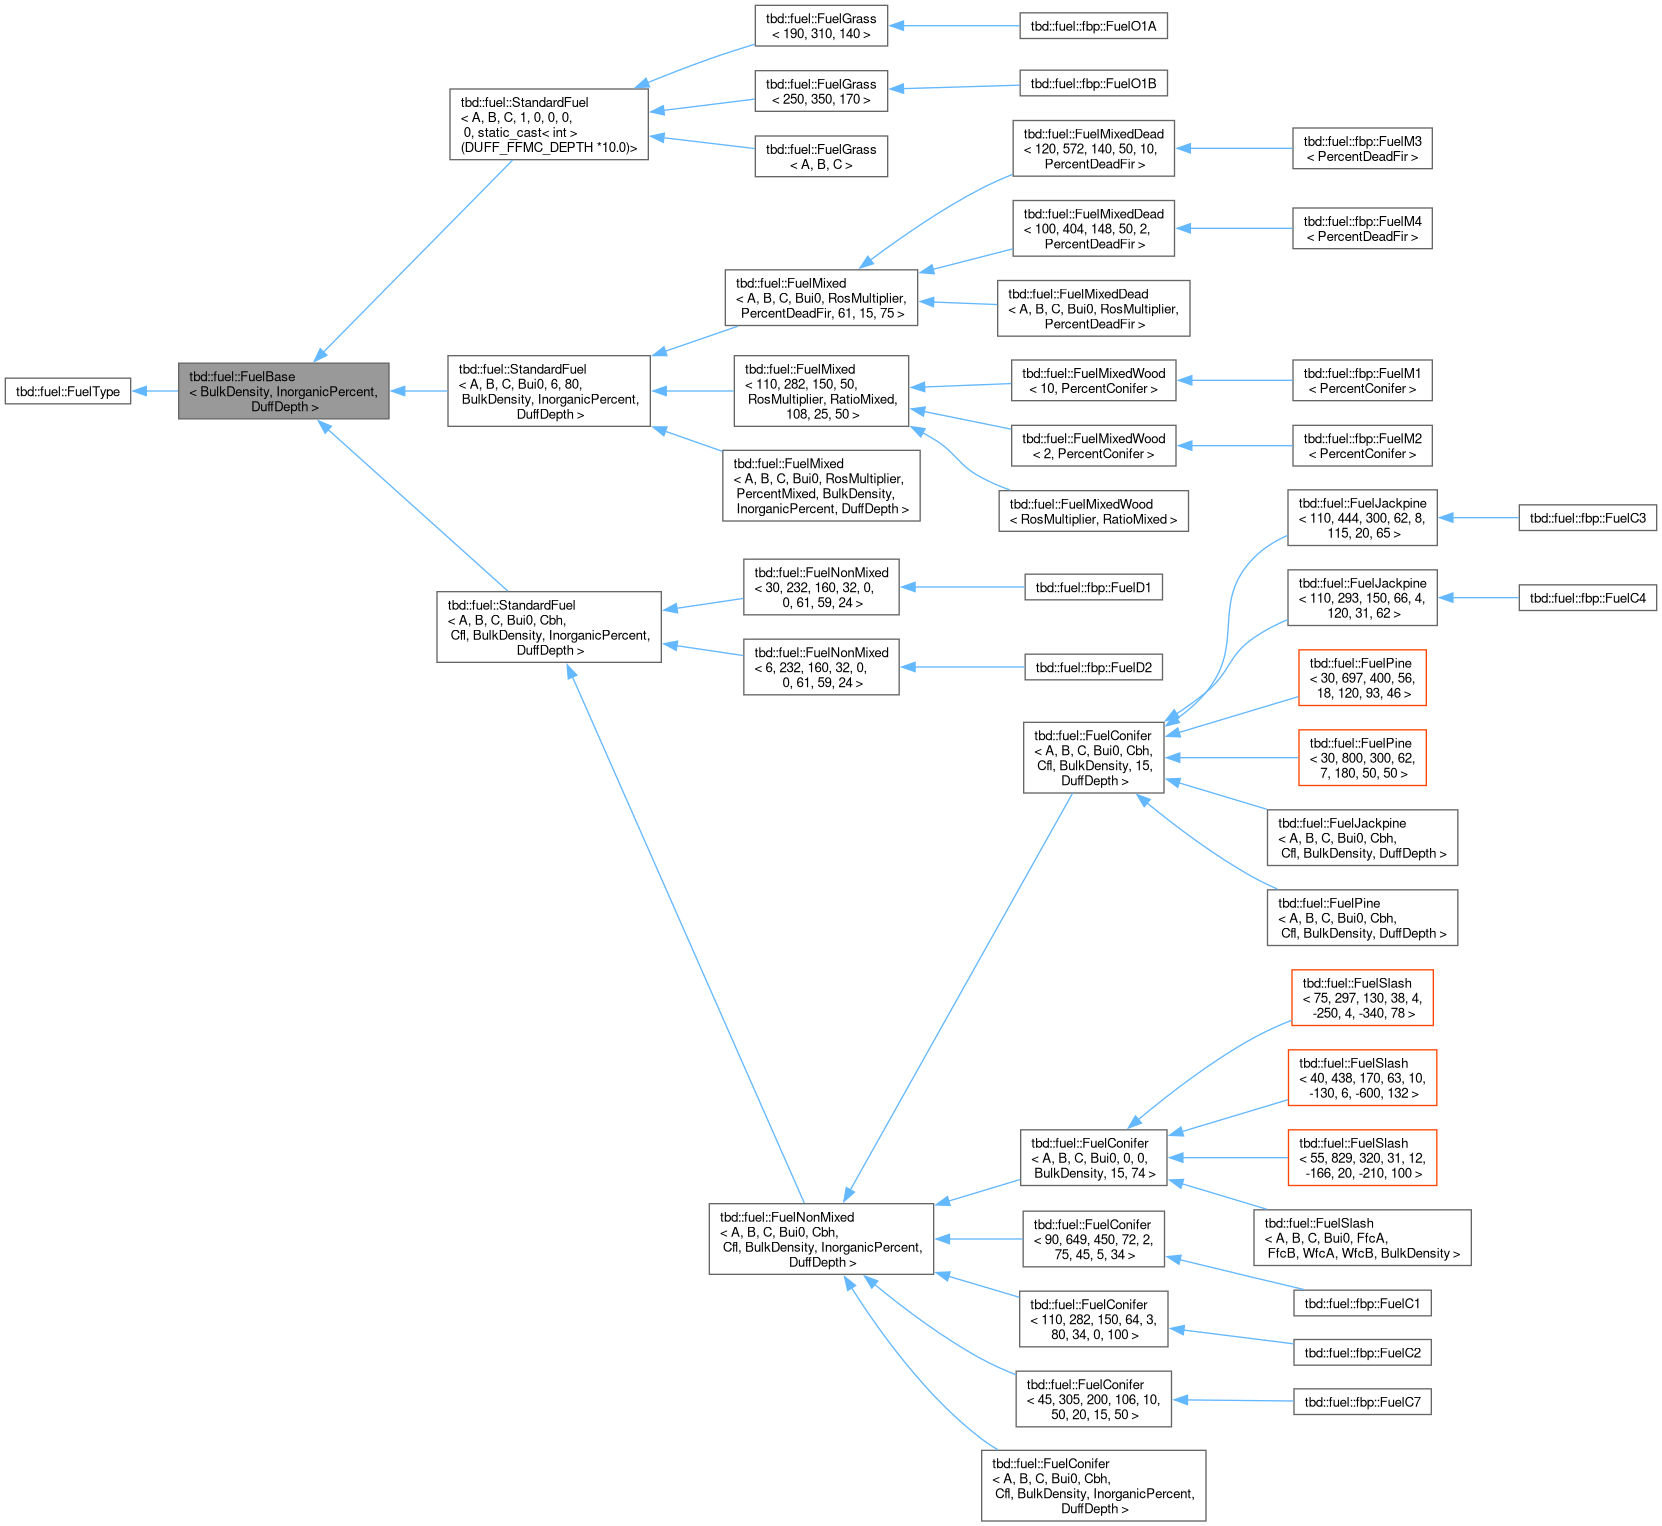 tbd::fuel::FuelType
tbd::fuel::FuelBase
< BulkDensity, InorganicPercent,
DuffDepth >
tbd::fuel::StandardFuel
< A, B, C, 1, 0, 0, 0,
0, static_cast< int >
(DUFF_FFMC_DEPTH *10.0)>
tbd::fuel::FuelGrass
< 190, 310, 140 >
tbd::fuel::fbp::FuelO1A
tbd::fuel::FuelGrass
< 250, 350, 170 >
tbd::fuel::fbp::FuelO1B
tbd::fuel::FuelGrass
< A, B, C >
tbd::fuel::StandardFuel
< A, B, C, Bui0, 6, 80,
BulkDensity, InorganicPercent,
DuffDepth >
tbd::fuel::FuelMixed
< A, B, C, Bui0, RosMultiplier,
PercentDeadFir, 61, 15, 75 >
tbd::fuel::FuelMixedDead
< 120, 572, 140, 50, 10,
PercentDeadFir >
tbd::fuel::fbp::FuelM3
< PercentDeadFir >
tbd::fuel::FuelMixedDead
< 100, 404, 148, 50, 2,
PercentDeadFir >
tbd::fuel::fbp::FuelM4
< PercentDeadFir >
tbd::fuel::FuelMixedDead
< A, B, C, Bui0, RosMultiplier,
PercentDeadFir >
tbd::fuel::FuelMixed
< 110, 282, 150, 50,
RosMultiplier, RatioMixed,
108, 25, 50 >
tbd::fuel::FuelMixedWood
< 10, PercentConifer >
tbd::fuel::fbp::FuelM1
< PercentConifer >
tbd::fuel::FuelMixedWood
< 2, PercentConifer >
tbd::fuel::fbp::FuelM2
< PercentConifer >
tbd::fuel::FuelMixedWood
< RosMultiplier, RatioMixed >
tbd::fuel::FuelMixed
< A, B, C, Bui0, RosMultiplier,
PercentMixed, BulkDensity,
InorganicPercent, DuffDepth >
tbd::fuel::StandardFuel
< A, B, C, Bui0, Cbh,
Cfl, BulkDensity, InorganicPercent,
DuffDepth >
tbd::fuel::FuelNonMixed
< 30, 232, 160, 32, 0,
0, 61, 59, 24 >
tbd::fuel::fbp::FuelD1
tbd::fuel::FuelNonMixed
< 6, 232, 160, 32, 0,
0, 61, 59, 24 >
tbd::fuel::fbp::FuelD2
tbd::fuel::FuelNonMixed
< A, B, C, Bui0, Cbh,
Cfl, BulkDensity, InorganicPercent,
DuffDepth >
tbd::fuel::FuelConifer
< A, B, C, Bui0, Cbh,
Cfl, BulkDensity, 15,
DuffDepth >
tbd::fuel::FuelJackpine
< 110, 444, 300, 62, 8,
115, 20, 65 >
tbd::fuel::fbp::FuelC3
tbd::fuel::FuelJackpine
< 110, 293, 150, 66, 4,
120, 31, 62 >
tbd::fuel::fbp::FuelC4
tbd::fuel::FuelPine
< 30, 697, 400, 56,
18, 120, 93, 46 >
tbd::fuel::FuelPine
< 30, 800, 300, 62,
7, 180, 50, 50 >
tbd::fuel::FuelJackpine
< A, B, C, Bui0, Cbh,
Cfl, BulkDensity, DuffDepth >
tbd::fuel::FuelPine
< A, B, C, Bui0, Cbh,
Cfl, BulkDensity, DuffDepth >
tbd::fuel::FuelConifer
< A, B, C, Bui0, 0, 0,
BulkDensity, 15, 74 >
tbd::fuel::FuelSlash
< 75, 297, 130, 38, 4,
-250, 4, -340, 78 >
tbd::fuel::FuelSlash
< 40, 438, 170, 63, 10,
-130, 6, -600, 132 >
tbd::fuel::FuelSlash
< 55, 829, 320, 31, 12,
-166, 20, -210, 100 >
tbd::fuel::FuelSlash
< A, B, C, Bui0, FfcA,
FfcB, WfcA, WfcB, BulkDensity >
tbd::fuel::FuelConifer
< 90, 649, 450, 72, 2,
75, 45, 5, 34 >
tbd::fuel::fbp::FuelC1
tbd::fuel::FuelConifer
< 110, 282, 150, 64, 3,
80, 34, 0, 100 >
tbd::fuel::fbp::FuelC2
tbd::fuel::FuelConifer
< 45, 305, 200, 106, 10,
50, 20, 15, 50 >
tbd::fuel::fbp::FuelC7
tbd::fuel::FuelConifer
< A, B, C, Bui0, Cbh,
Cfl, BulkDensity, InorganicPercent,
DuffDepth >